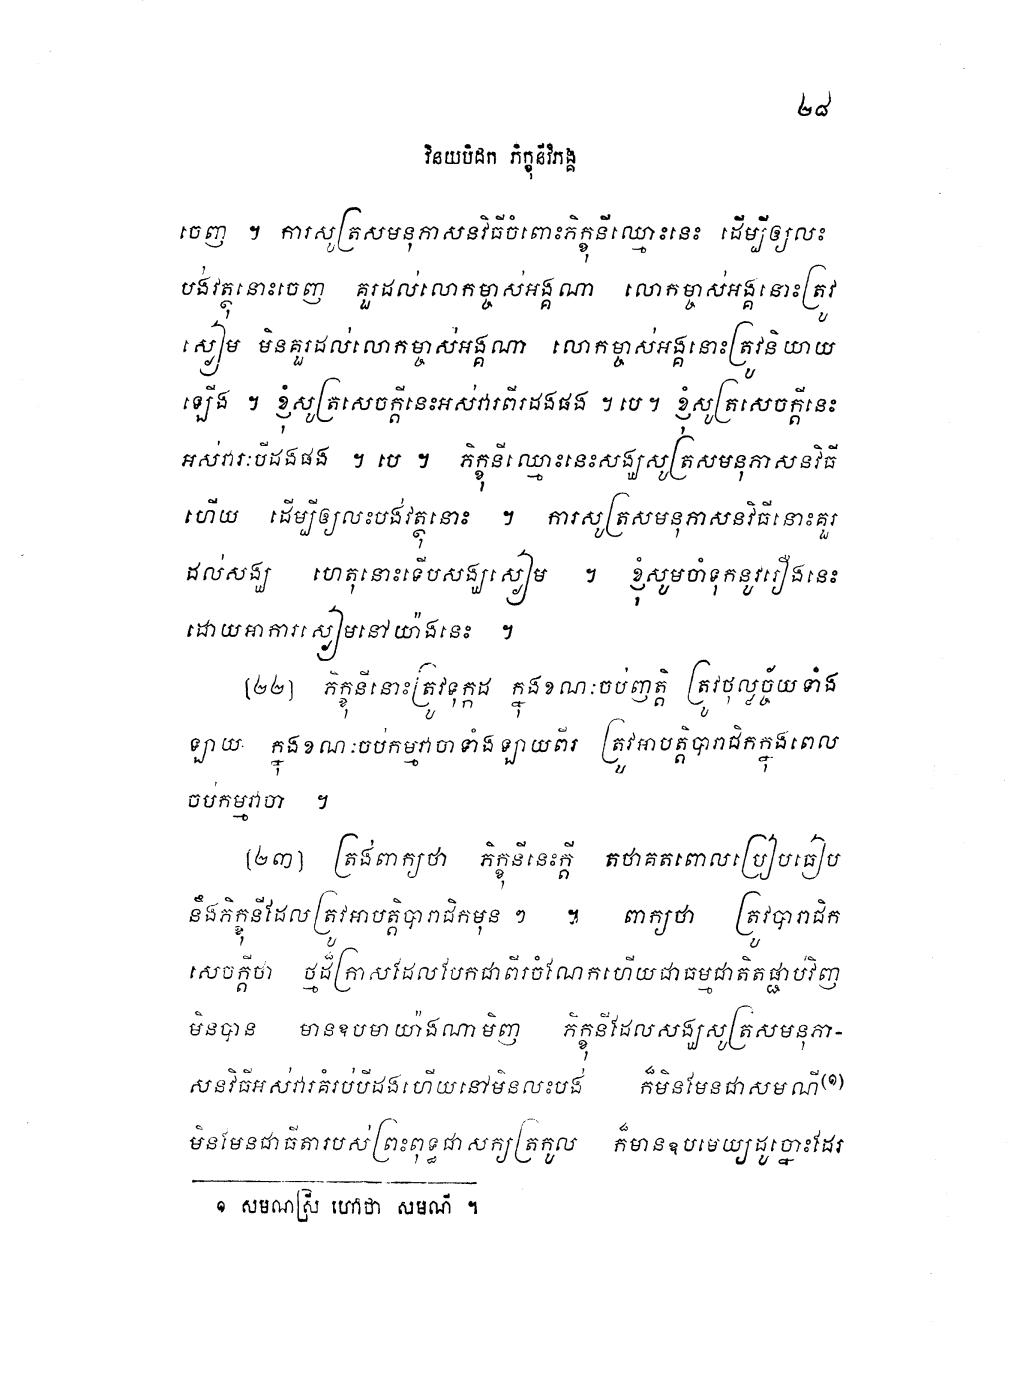 ២៨
វិនយបិដក ភិក្ខុនីវិភង្គ
ចេញ ។ ការសូត្រសមនុភាសនវិធីចំពោះភិក្ខុនីឈ្មោះនេះ ដើម្បីឲ្យលះ
បង់វត្ថុនោះចេញ គួរដល់លោកម្ចាស់អង្គណា លោកម្ចាស់អង្គនោះត្រូវ
ស្ងៀម មិនគួរដល់លោកម្ចាស់អង្គណា លោកម្ចាស់អង្គនោះត្រូវនិយាយ
ឡើង ។ ខ្ញុំសូត្រសេចក្តីនេះអស់វារពីរដងផង ។ បេ ។ ខ្ញុំសូត្រសេចក្តីនេះ
អស់វារៈបីដងផង ។ បេ ។ ភិក្ខុនីឈ្មោះនេះសង្ឃសូត្រសមនុភាសនវិធី
ហើយ ដើម្បីឲ្យលះបង់វត្ថុនោះ ។ ការសូត្រសមនុភាសនវិធីនោះគួរ
ដល់សង្ឃ ហេតុនោះទើបសង្ឃស្ងៀម ។ ខ្ញុំសូមចាំទុកនូវរឿងនេះ
ដោយអាការស្ងៀមនៅយ៉ាងនេះ ។
(២២) ភិក្ខុនីនោះត្រូវទុក្កដ ក្នុងខណៈចប់ញត្តិ ត្រូវថុល្លច្ច័យទាំង
ឡាយ ក្នុងខណៈចប់កម្មវាចាទាំងឡាយពីរ ត្រូវអាបត្តិបារាជិកក្នុងពេល
ចប់កម្មវាចា ។
(២៣) ត្រង់ពាក្យថា ភិក្ខុនីនេះក្តី តថាគតពោលប្រៀបធៀប
នឹងភិក្ខុនីដែលត្រូវអាបត្តិបារាជិកមុន ៗ ។ ពាក្យថា ត្រូវបារាជិក
សេចក្តីថា ថ្មដ៏ក្រាស់ដែលបែកជាពីរចំណែកហើយជាធម្មជាតិតផ្ជាប់វិញ
មិនបាន មានឧបមាយ៉ាងណាមិញ ភិក្ខុនីដែលសង្ឃសូត្រសមនុភា-
សនវិធីអស់វារគំរប់បីដងហើយនៅមិនលះបង់ ក៏មិនមែនជាសមណី(១)
មិនមែនជាធីតារបស់ព្រះពុទ្ធជាសក្យត្រកូល ក៏មានឧបមេយ្យដូច្នោះដែរ
១ សមណស្រី ហៅថា សមណី ។